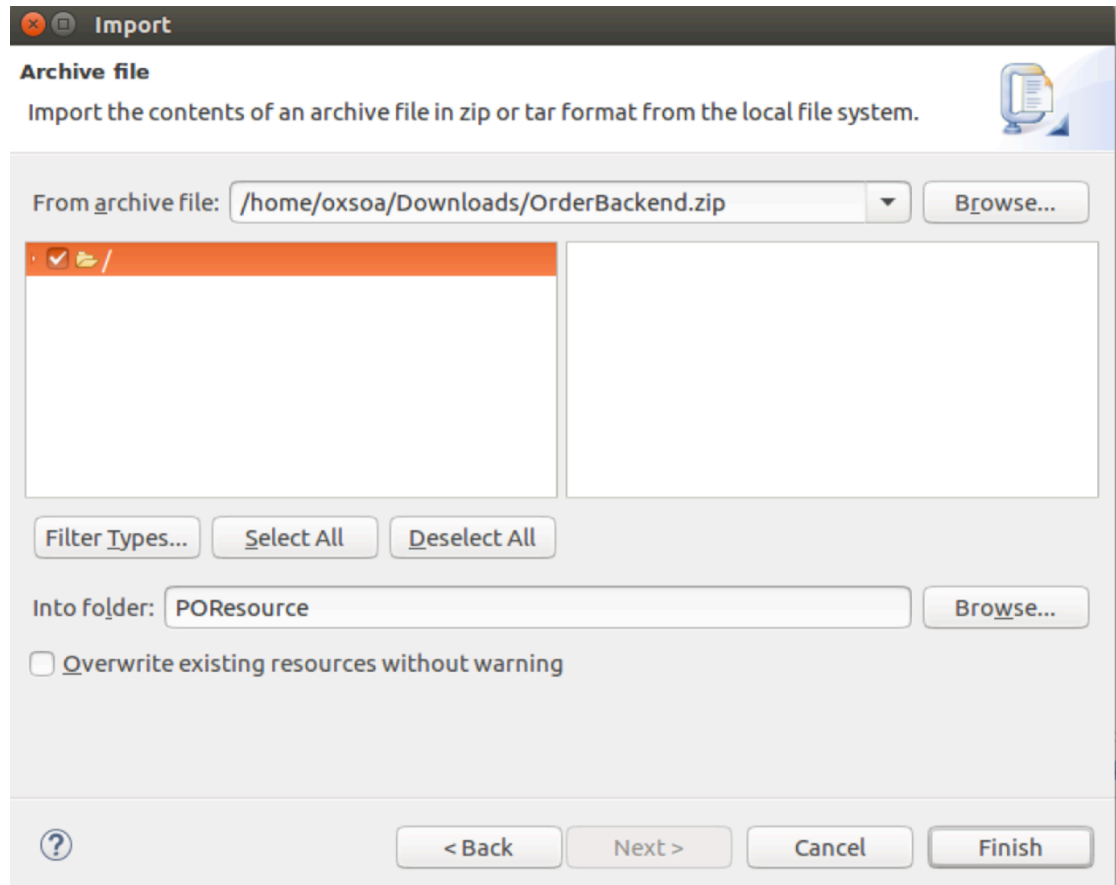 Import
Archive file
Import the contents of an archive file in zip or tar format from the local file system.
From archive file: /home/oxsoa/Downloads/OrderBackend.zip Browse...
/
Filter Types... Select All Deselect All
Into folder: POResource Browse...
Overwrite existing resources without warning
? < Back Next > Cancel Finish